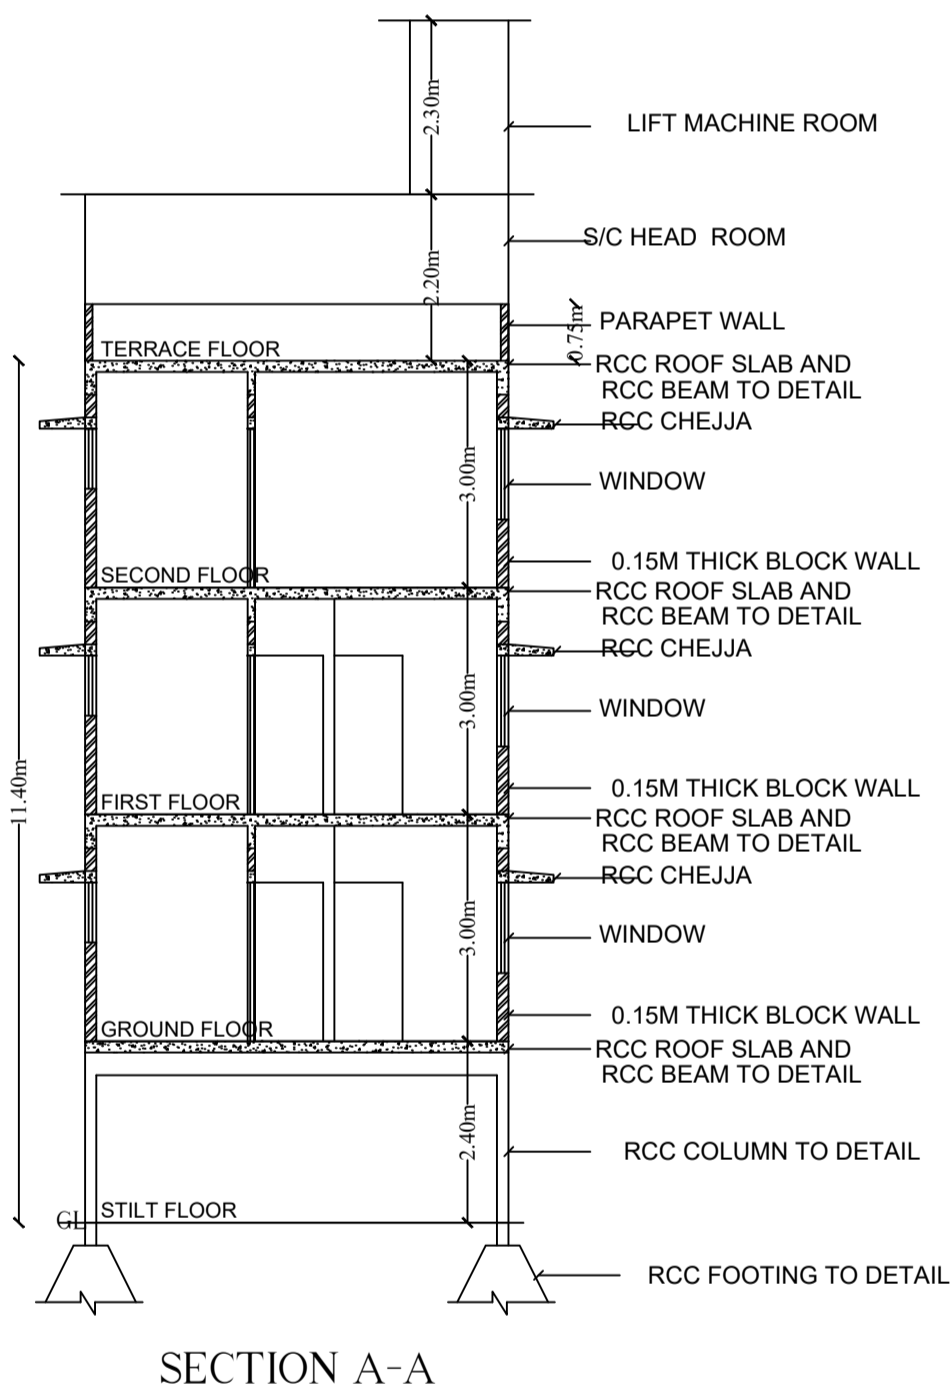 2.30m
LIFT MACHINE ROOM
S/C HEAD ROOM
2.20m
0.75m
PARAPET WALL
TERRACE FLOOR
RCC ROOF SLAB AND
RCC BEAM TO DETAIL
RCC CHEJJA
3.00m
WINDOW
0.15M THICK BLOCK WALL
SECOND FLOOR
RCC ROOF SLAB AND
RCC BEAM TO DETAIL
RCC CHEJJA
3.00m
WINDOW
11.40m
0.15M THICK BLOCK WALL
FIRST FLOOR
RCC ROOF SLAB AND
RCC BEAM TO DETAIL
RCC CHEJJA
3.00m
WINDOW
0.15M THICK BLOCK WALL
GROUND FLOOR
RCC ROOF SLAB AND
RCC BEAM TO DETAIL
2.40m
RCC COLUMN TO DETAIL
GL
STILT FLOOR
RCC FOOTING TO DETAIL
SECTION A-A